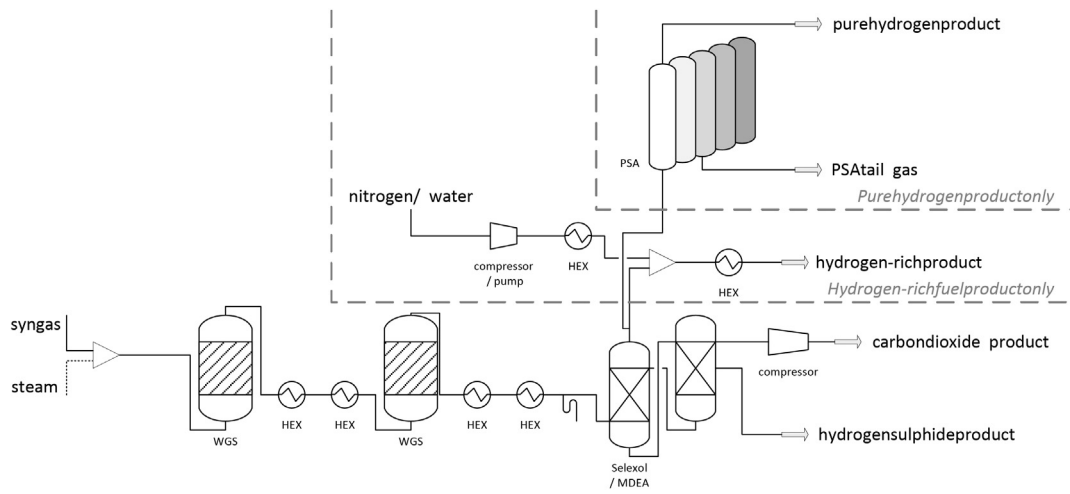 purehydrogenproduct
PSA
PSAtail gas
Purehydrogenproductonly
nitrogen/ water
compressor
/ pump
HEX
HEX
hydrogen-richproduct
Hydrogen-richfuelproductonly
syngas
steam
WGS
HEX
HEX
WGS
HEX
HEX
Selexol
/ MDEA
compressor
carbondioxide product
hydrogensulphideproduct